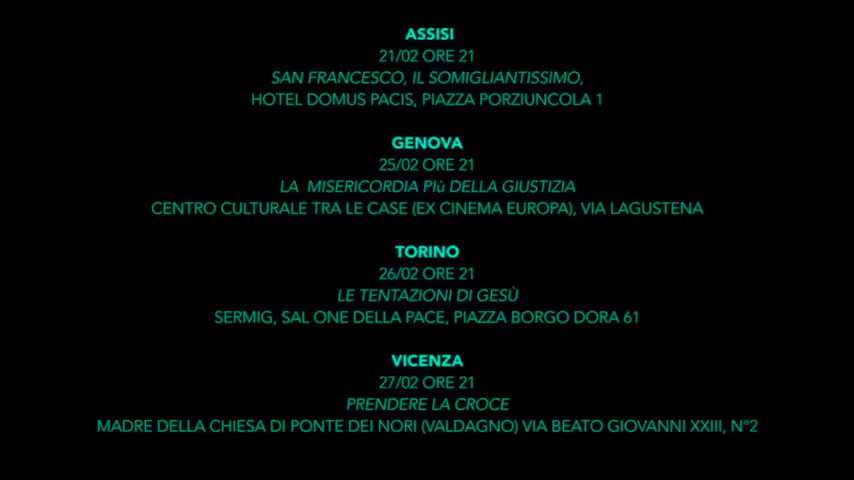 ASSISI
21/02 ORE 21
SAN FRANCESCO, IL SOMIGLIANTISSIMO,
HOTEL DOMUS PACIS, PIAZZA PORZIUNCOLA 1
GENOVA
25/02 ORE 21
LA MISERICORDIA PIù DELLA GIUSTIZIA
CENTRO CULTURALE TRA LE CASE (EX CINEMA EUROPA), VIA LAGUSTENA
TORINO
26/02 ORE 21
LE TENTAZIONI DI GESÙ
SERMIG, SAL ONE DELLA PACE, PIAZZA BORGO DORA 61
VICENZA
27/02 ORE 21
PRENDERE LA CROCE
MADRE DELLA CHIESA DI PONTE DEI NORI (VALDAGNO) VIA BEATO GIOVANNI XXIII, N°2